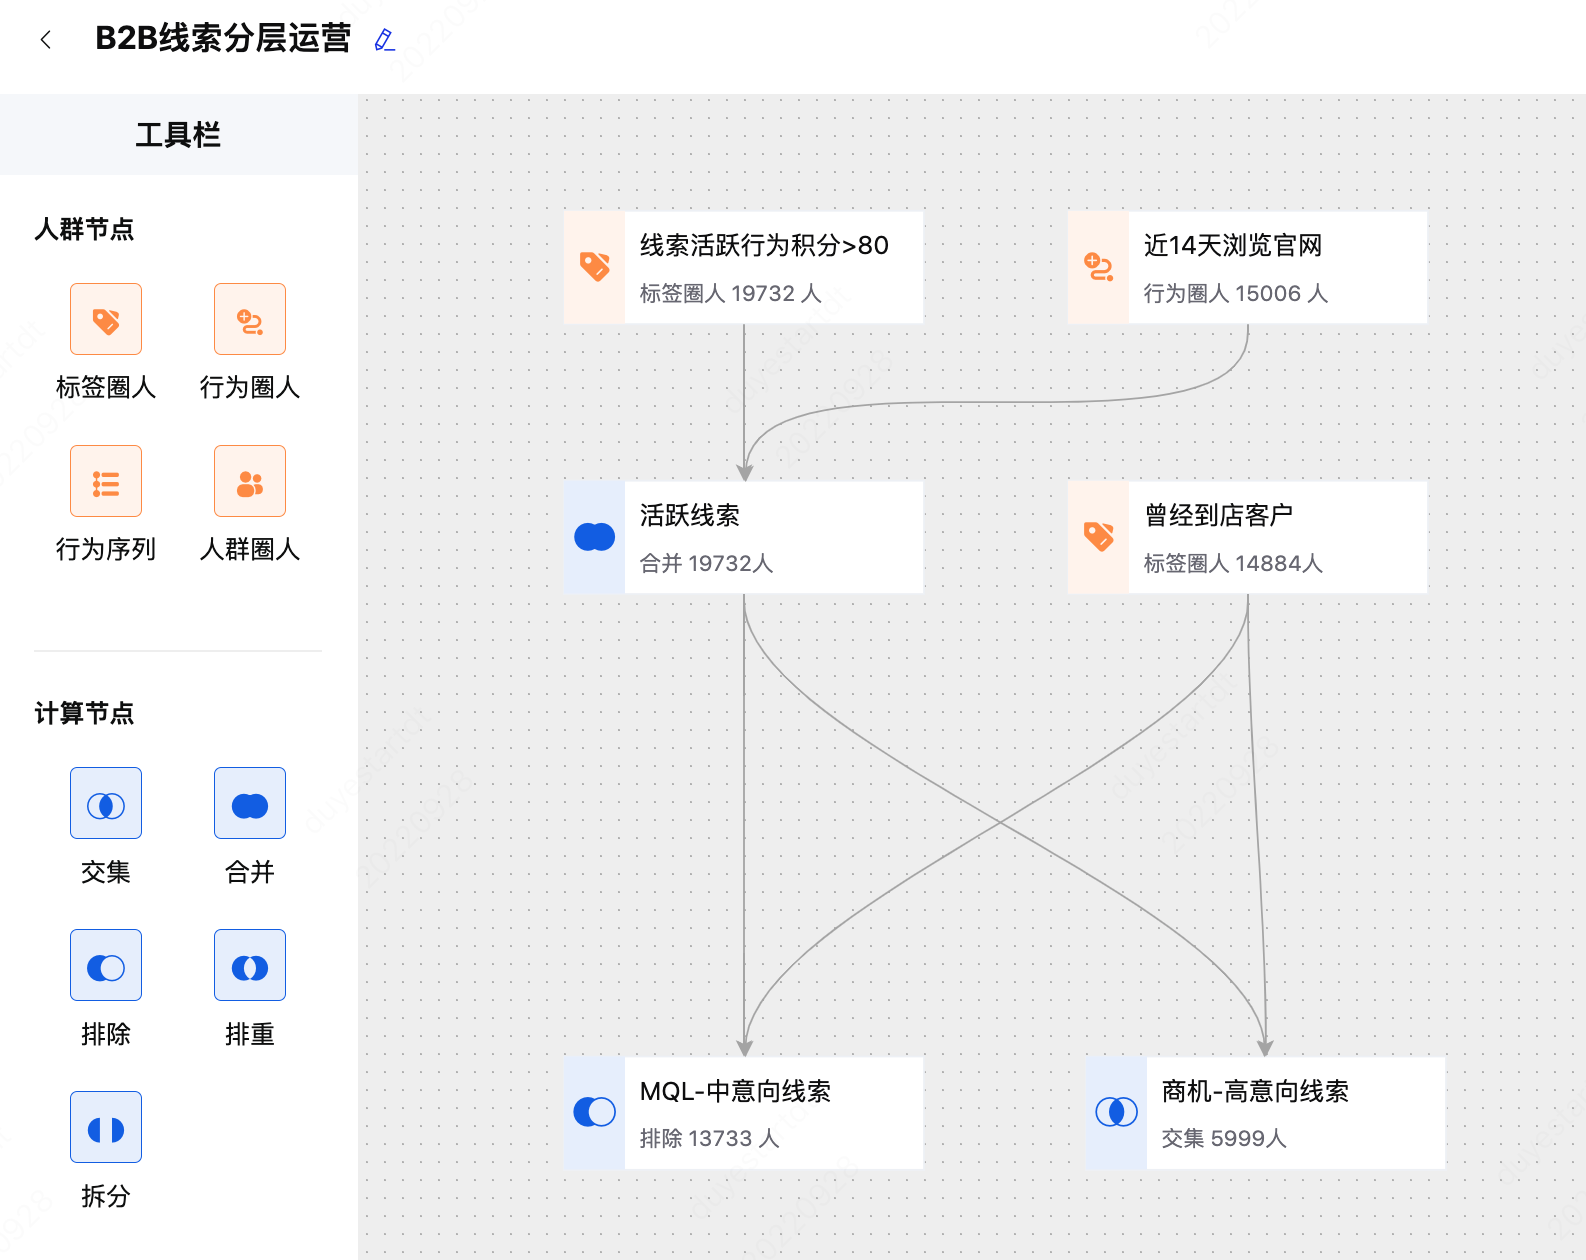 B2B线索分层运营
工具栏
人群节点
标签圈人 行为圈人
行为序列 人群圈人
计算节点
交集 合并
排除 排重
拆分
线索活跃行为积分>80
标签圈人 19732 人
近14天浏览官网
行为圈人 15006 人
活跃线索
合并 19732人
曾经到店客户
标签圈人 14884人
MQL-中意向线索
排除 13733 人
商机-高意向线索
交集 5999人
duyestartdt
20220928